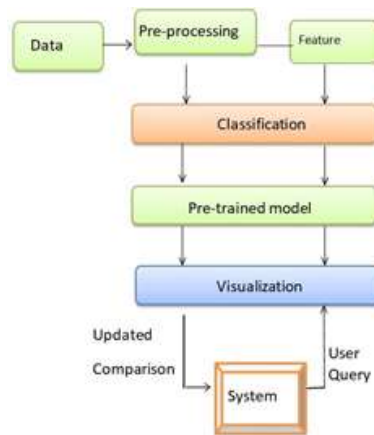 Data
Pre-processing
Feature
Classification
Pre-trained model
Visualization
Updated
Comparison
System
User
Query